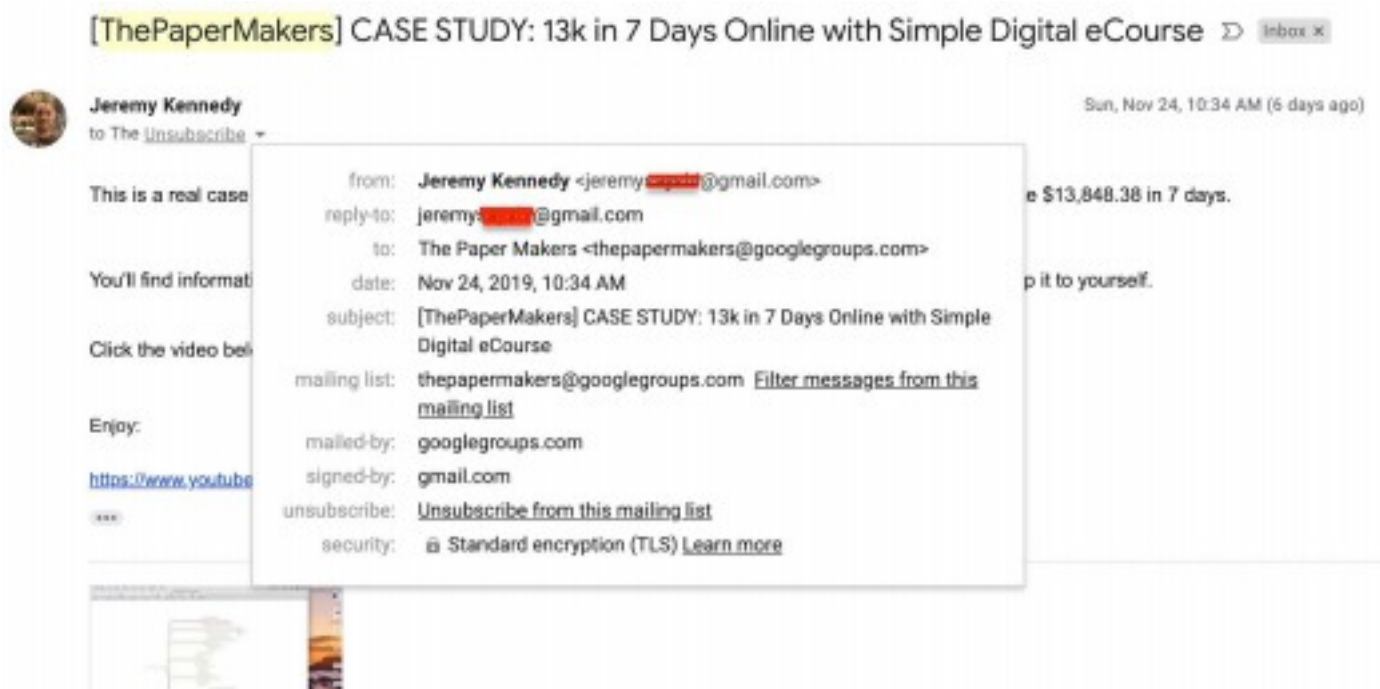 [ThePaperMakers] CASE STUDY: 13k in 7 Days Online with Simple Digital eCourse Inbox x
Jeremy Kennedy Sun, Nov 24, 10:34 AM (6 days ago)
to The Unsubscribe
from: Jeremy Kennedy <jeremy @gmail.com>
This is a real case e $13,848.38 in 7 days.
reply-to: jeremy @gmail.com
to: The Paper Makers <thepapermakers@googlegroups.com>
You'll find informati date: Nov 24, 2019, 10:34 AM p it to yourself.
subject: [ThePaperMakers] CASE STUDY: 13k in 7 Days Online with Simple
Digital eCourse
Click the video bel
mailing list: thepapermakers@googlegroups.com Filter messages from this
mailing list
Enjoy:
mailed-by: googlegroups.com
https://www.youtube signed-by: gmail.com
unsubscribe: Unsubscribe from this mailing list
security: Standard encryption (TLS) Learn more